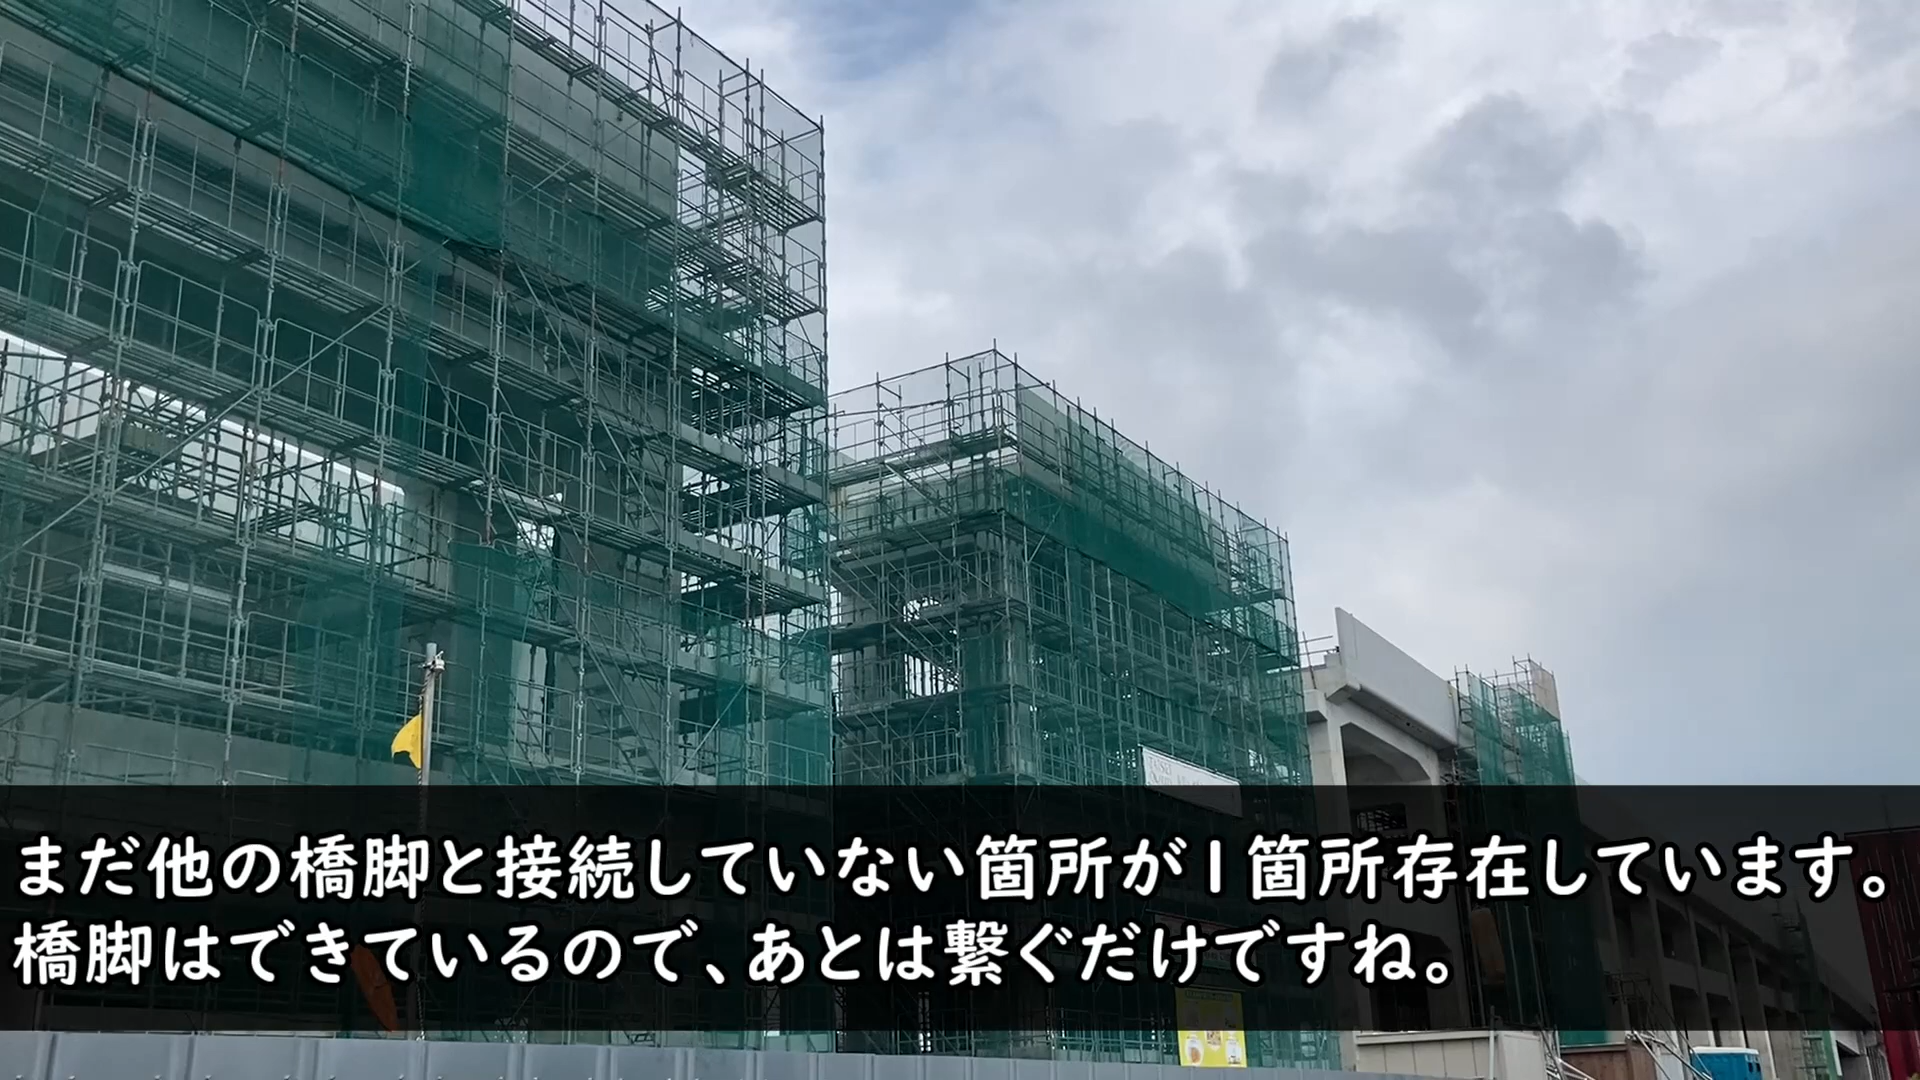 まだ他の橋脚と接続していない箇所が1箇所存在しています。
橋脚はできているので、あとは繋ぐだけですね。